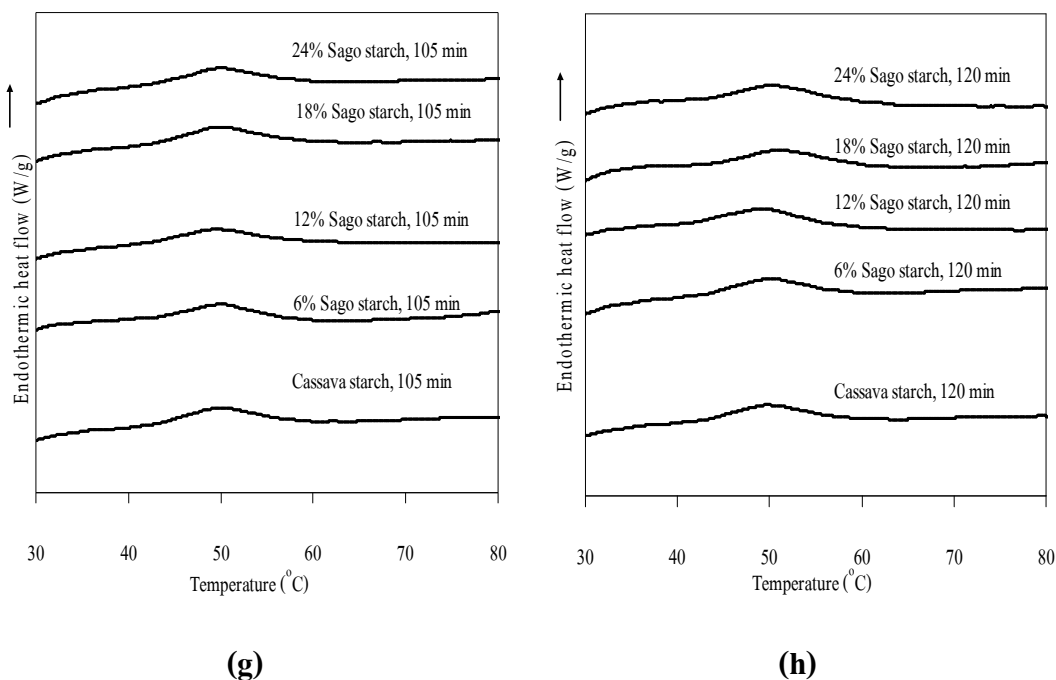 Endothermic heat flow (W/g)
24% Sago starch, 105 min
18% Sago starch, 105 min
12% Sago starch, 105 min
6% Sago starch, 105 min
Cassava starch, 105 min
30 40 50 60 70 80
Temperature (°C)
(g)
Endothermic heat flow (W/g)
24% Sago starch, 120 min
18% Sago starch, 120 min
12% Sago starch, 120 min
6% Sago starch, 120 min
Cassava starch, 120 min
30 40 50 60 70 80
Temperature (°C)
(h)